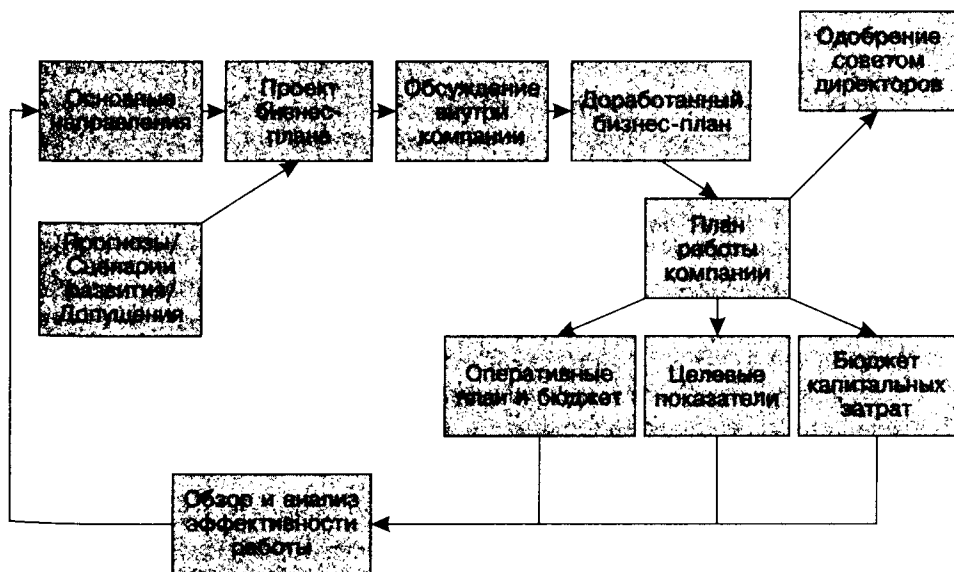 Основные
направления
Проект
бизнес-
плана
Обсуждение
внутри
компании
Доработанный
бизнес-план
Одобрение
советом
директоров
Прогнозы/
Сценарии
развития/
Допущения
План
работы
компании
Оперативные
план и бюджет
Целевые
показатели
Бюджет
капитальных
затрат
Обзор и анализ
эффективности
работы